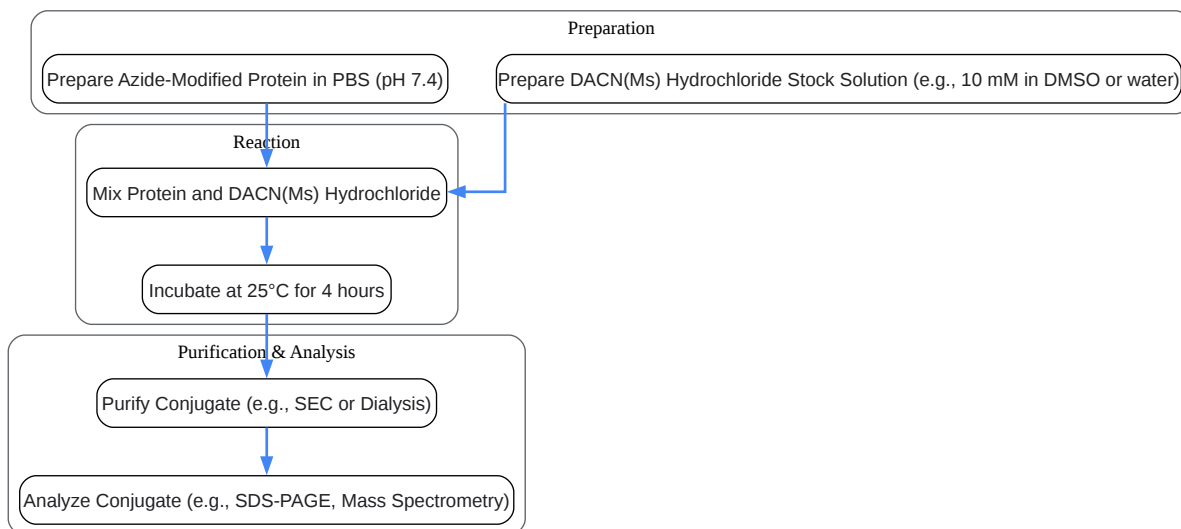 Preparation
Prepare Azide-Modified Protein in PBS (pH 7.4)
Prepare DACN(Ms) Hydrochloride Stock Solution (e.g., 10 mM in DMSO or water)
Reaction
Mix Protein and DACN(Ms) Hydrochloride
Incubate at 25°C for 4 hours
Purification & Analysis
Purify Conjugate (e.g., SEC or Dialysis)
Analyze Conjugate (e.g., SDS-PAGE, Mass Spectrometry)